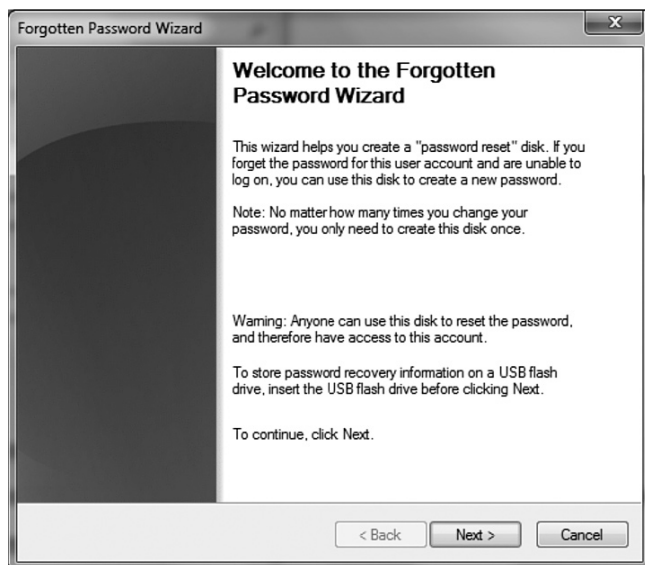 Forgotten Password Wizard
X
Welcome to the Forgotten
Password Wizard
This wizard helps you create a "password reset" disk. If you
forget the password for this user account and are unable to
log on, you can use this disk to create a new password.
Note: No matter how many times you change your
password, you only need to create this disk once.
Warning: Anyone can use this disk to reset the password,
and therefore have access to this account.
To store password recovery information on a USB flash
drive, insert the USB flash drive before clicking Next.
To continue, click Next.
< Back Next > Cancel